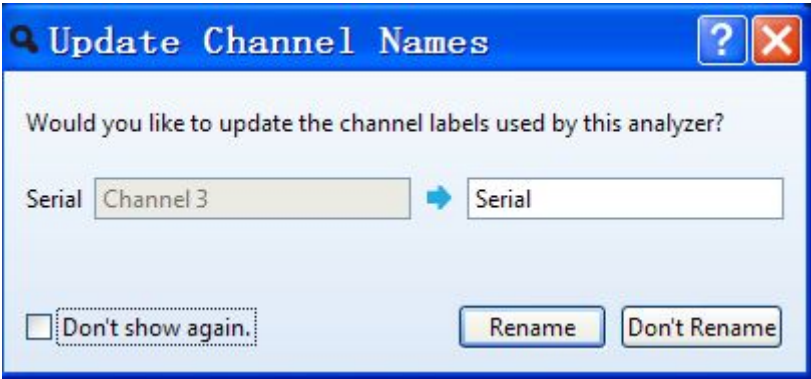 Update Channel Names
Would you like to update the channel labels used by this analyzer?
Serial Channel 3 Serial
Don't show again. Rename Don't Rename